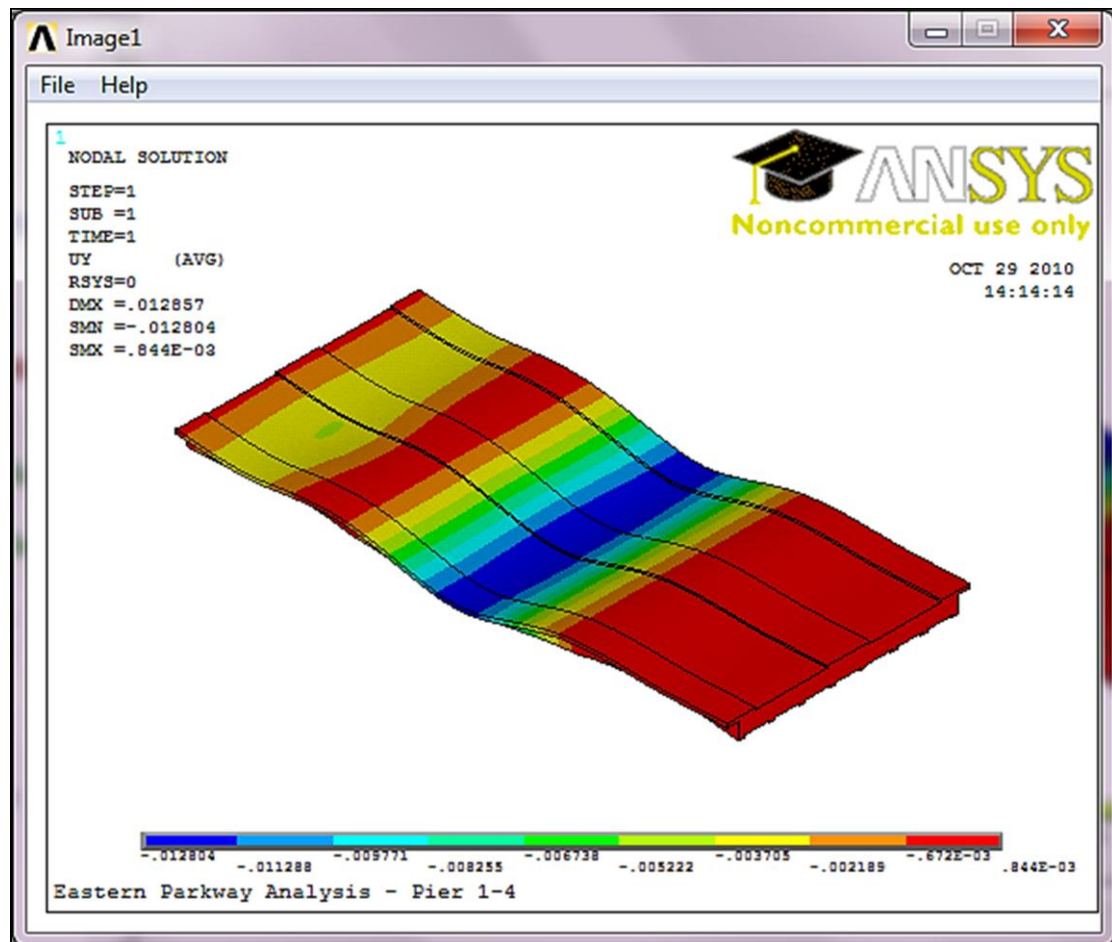 Image1
File Help
1
NODAL SOLUTION
STEP=1
SUB =1
TIME=1
UY (AVG)
RSYS=0
DMX =.012857
SMN =-.012804
SMX =.844E-03
ANSYS
Noncommercial use only
OCT 29 2010
14:14:14
-.012804 -.009771 -.006738 -.003705 -.672E-03
-.011288 -.008255 -.005222 -.002189 .844E-03
Eastern Parkway Analysis - Pier 1-4